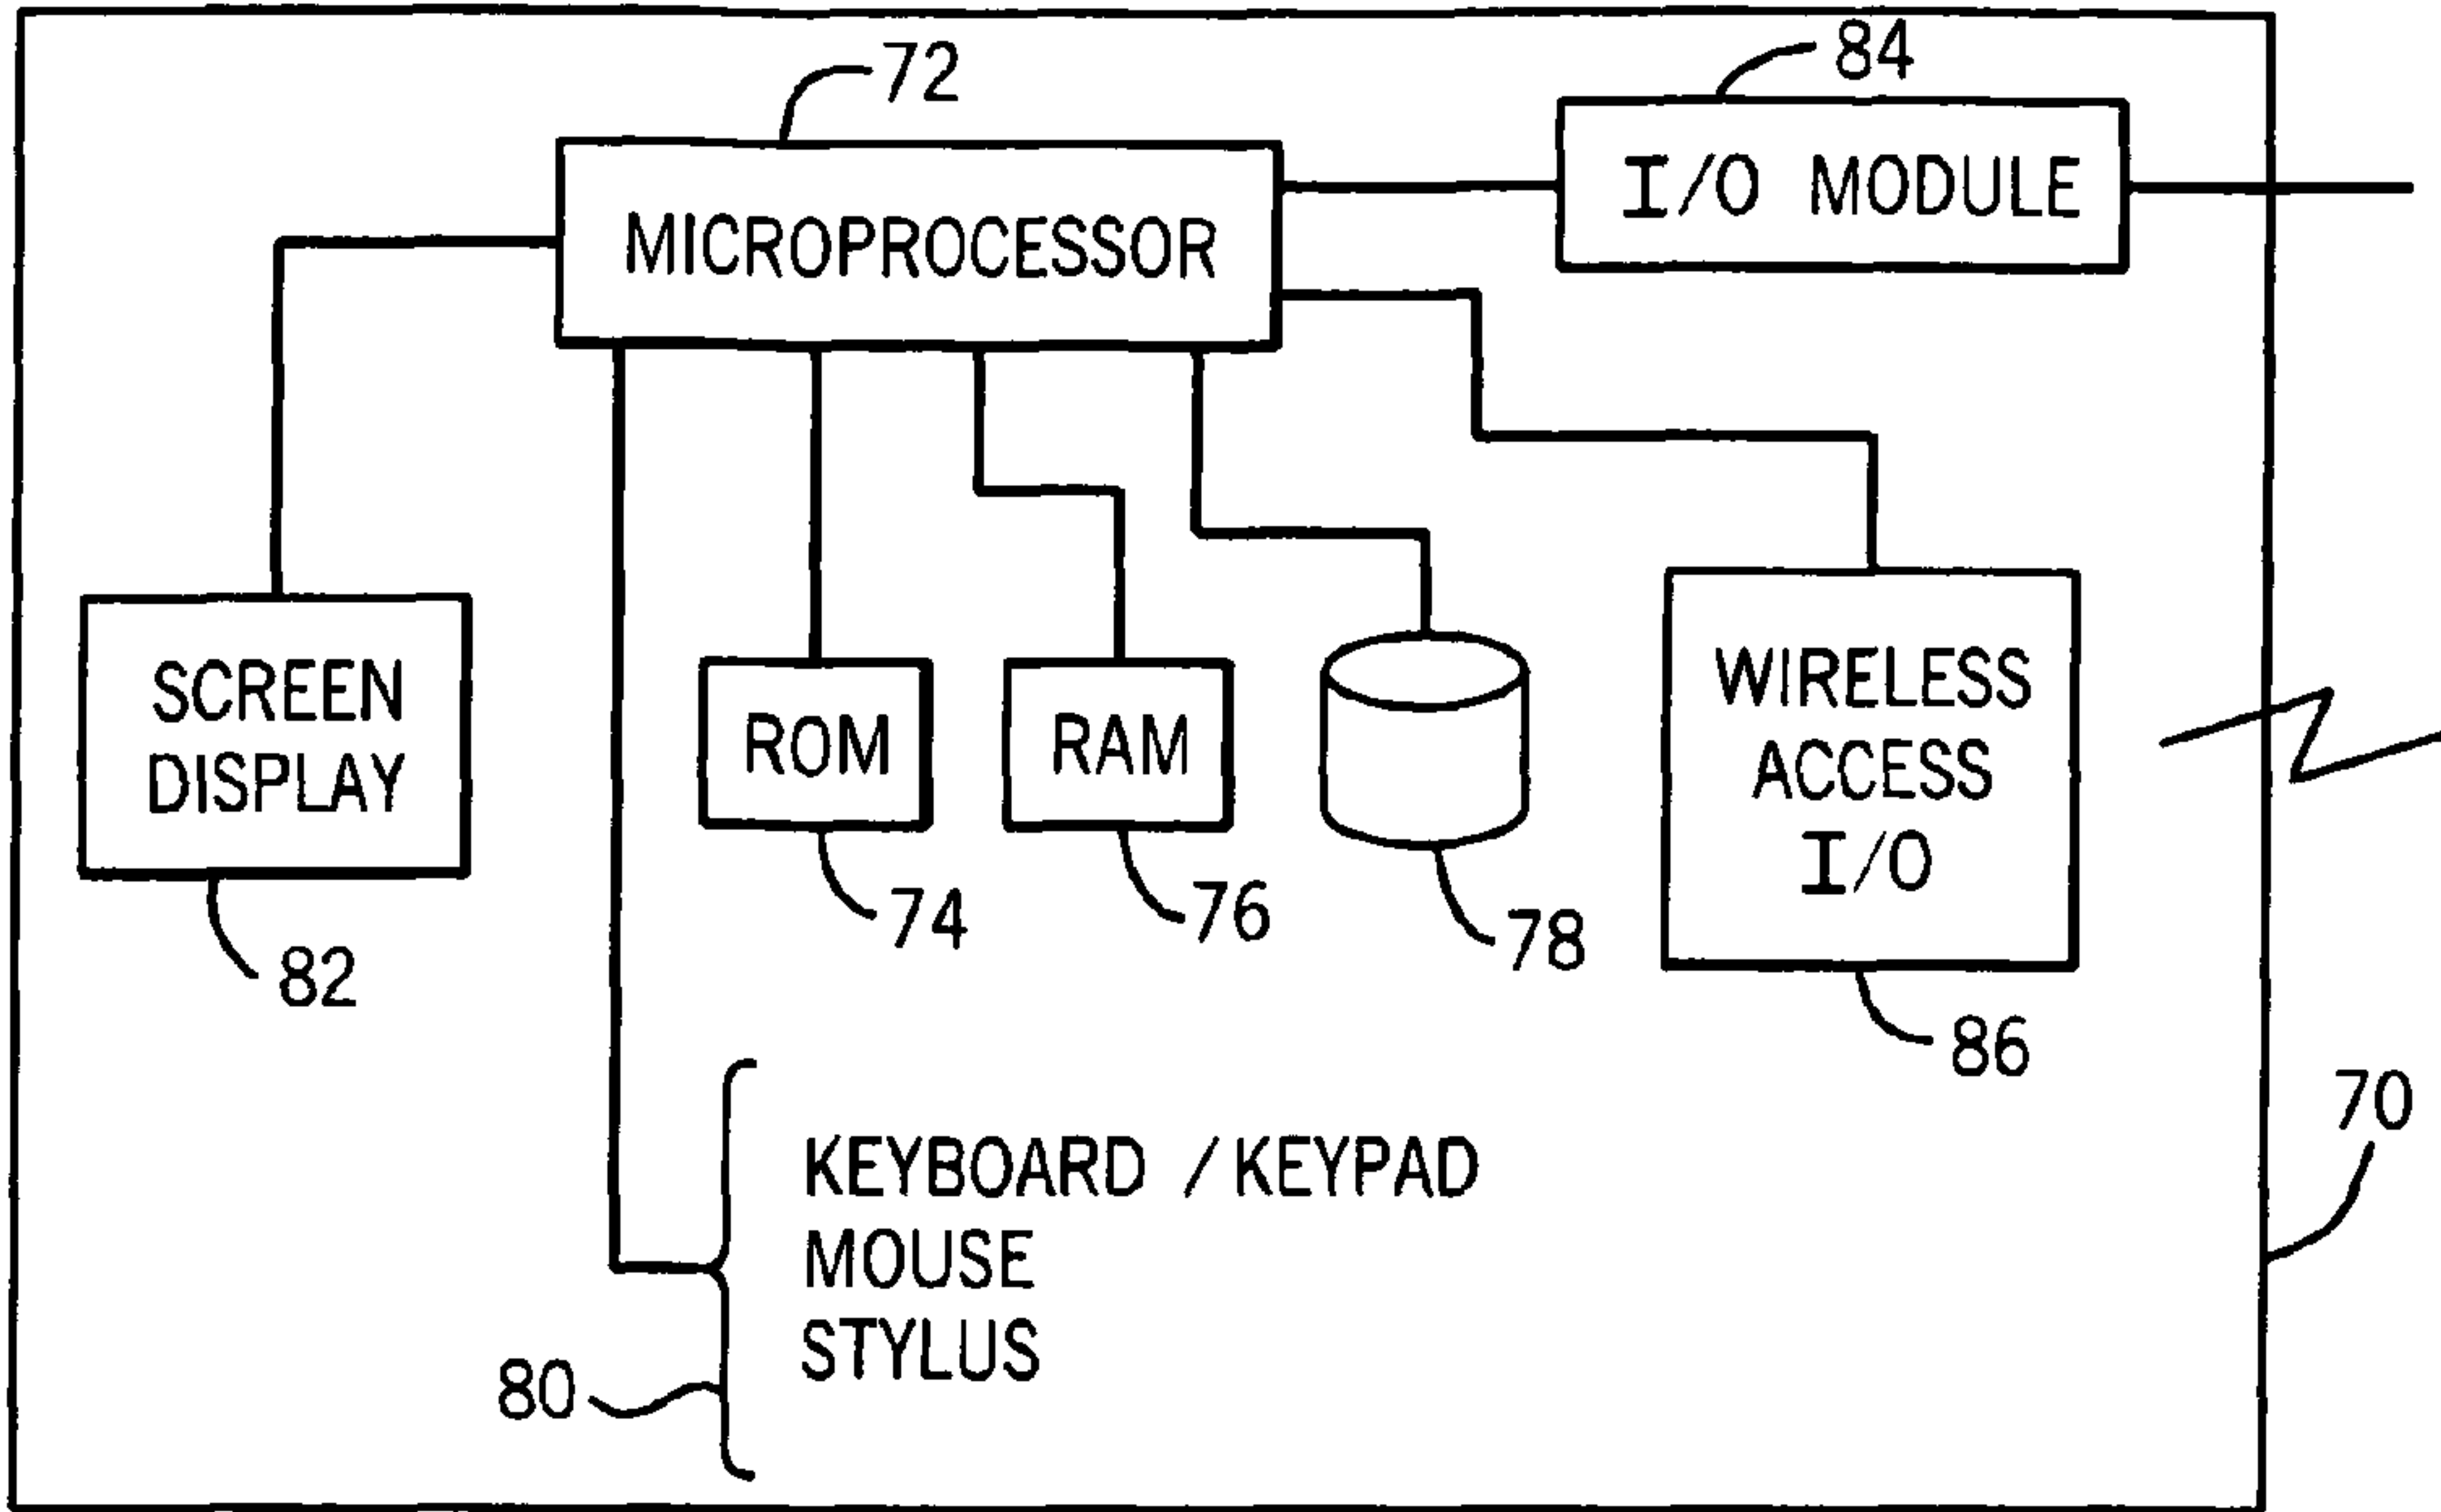 72
84
I/O MODULE
MICROPROCESSOR
SCREEN
DISPLAY
82
ROM
74
RAM
76
78
WIRELESS
ACCESS
I/O
86
70
KEYBOARD / KEYPAD
MOUSE
STYLUS
80